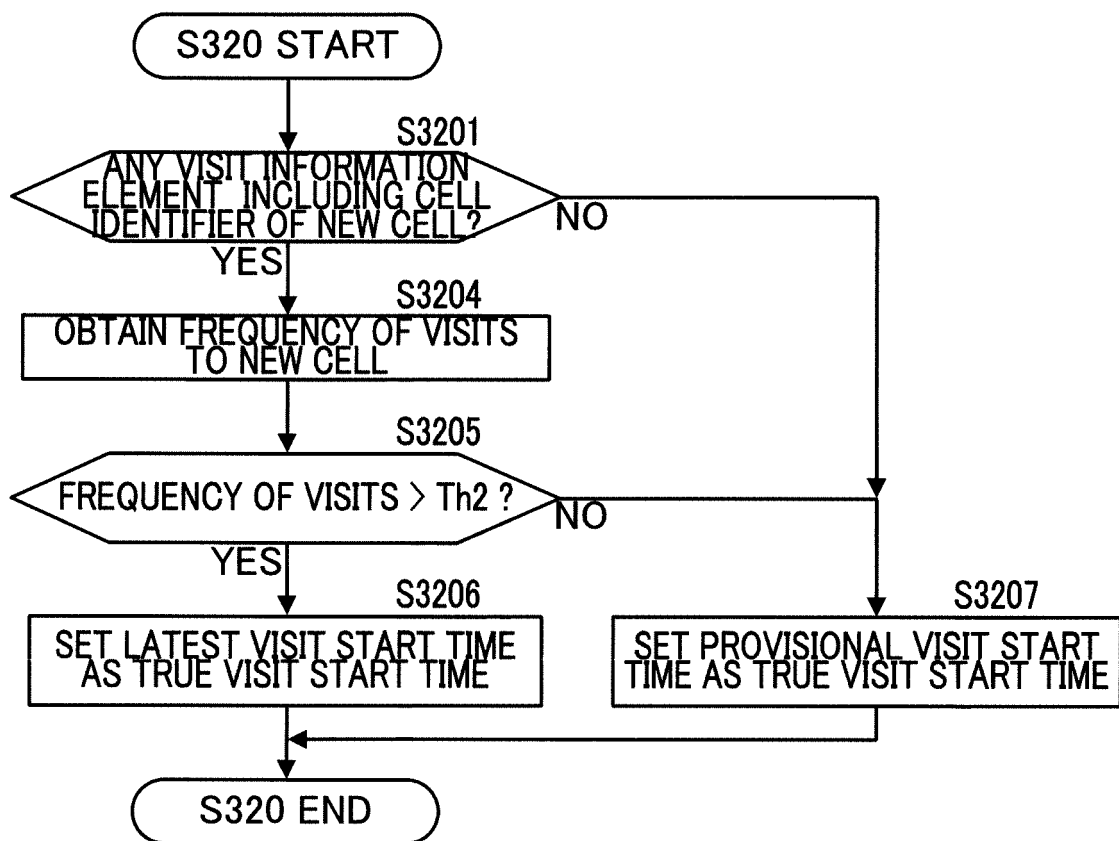 S320 START
S3201
ANY VISIT INFORMATION
ELEMENT INCLUDING CELL
IDENTIFIER OF NEW CELL?
NO
YES
S3204
OBTAIN FREQUENCY OF VISITS
TO NEW CELL
S3205
FREQUENCY OF VISITS > Th2 ?
NO
YES
S3206
SET LATEST VISIT START TIME
AS TRUE VISIT START TIME
S3207
SET PROVISIONAL VISIT START
TIME AS TRUE VISIT START TIME
S320 END